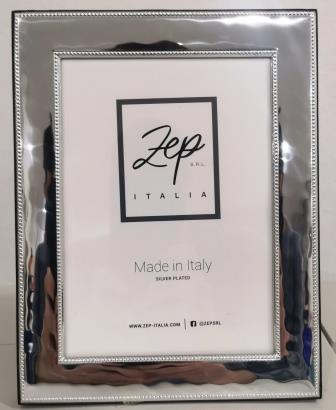 Zep
S.R.L.
ITALIA
Made in Italy
SILVER PLATED
WWW.ZEP-ITALIA.COM | @ZEPSRL